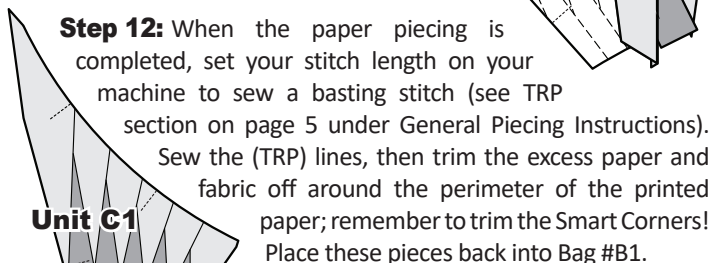 Step 12: When the paper piecing is
completed, set your stitch length on your
machine to sew a basting stitch (see TRP
section on page 5 under General Piecing Instructions).
Sew the (TRP) lines, then trim the excess paper and
fabric off around the perimeter of the printed
paper; remember to trim the Smart Corners!
Place these pieces back into Bag #B1.
Unit C1